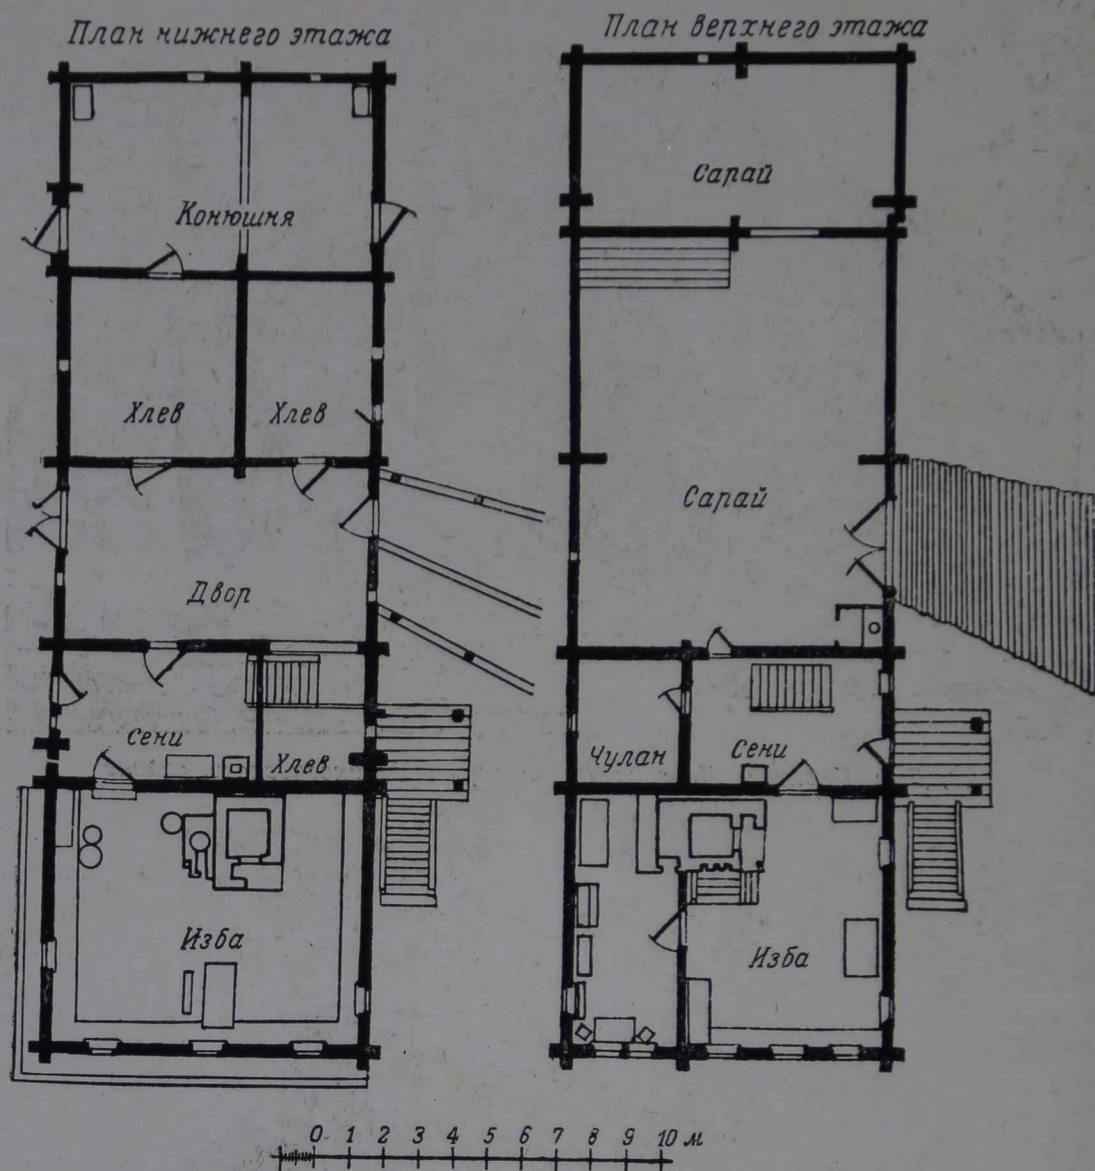 План нижнего этажа
Конюшня
Хлев
Хлев
Двор
Сени
Хлев
Изба
План верхнего этажа
Сарай
Сарай
Чулан
Сени
Изба
0 1 2 3 4 5 6 7 8 9 10 м